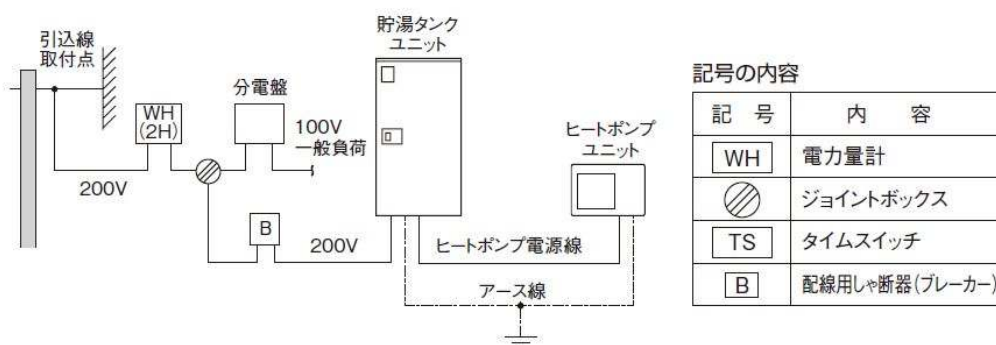 引込線
取付点
WH
(2H)
200V
分電盤
100V
一般負荷
B
200V
貯湯タンク
ユニット
ヒートポンプ
ユニット
ヒートポンプ電源線
アース線
記号の内容
記 号 内 容
WH 電力量計
ジョイントボックス
TS タイムスイッチ
B 配線用しゃ断器(ブレーカー)